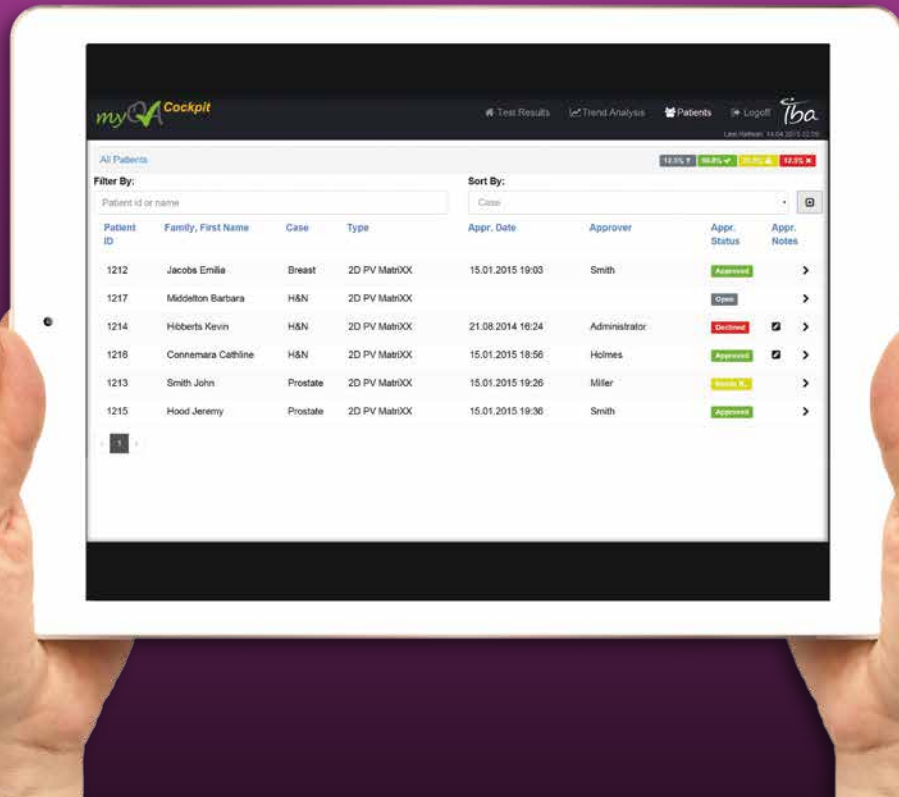 myQA Cockpit
Test Results Trend Analysis Patients Logoff iba
All Patients 12.5% 12.5%
Filter By: Sort By:
Patient id or name Case
Patient ID Family, First Name Case Type Appr. Date Approver Appr. Status Appr. Notes
1212 Jacobs Emilia Breast 2D PV MatriXX 15.01.2015 19:03 Smith Approved
1217 Middelton Barbara H&N 2D PV MatriXX Open
1214 Hibberts Kevin H&N 2D PV MatriXX 21.08.2014 16:24 Administrator Declined
1216 Connemara Cathline H&N 2D PV MatriXX 15.01.2015 18:56 Holmes Approved
1213 Smith John Prostate 2D PV MatriXX 15.01.2015 19:26 Miller
1215 Hood Jeremy Prostate 2D PV MatriXX 15.01.2015 19:36 Smith Approved
1